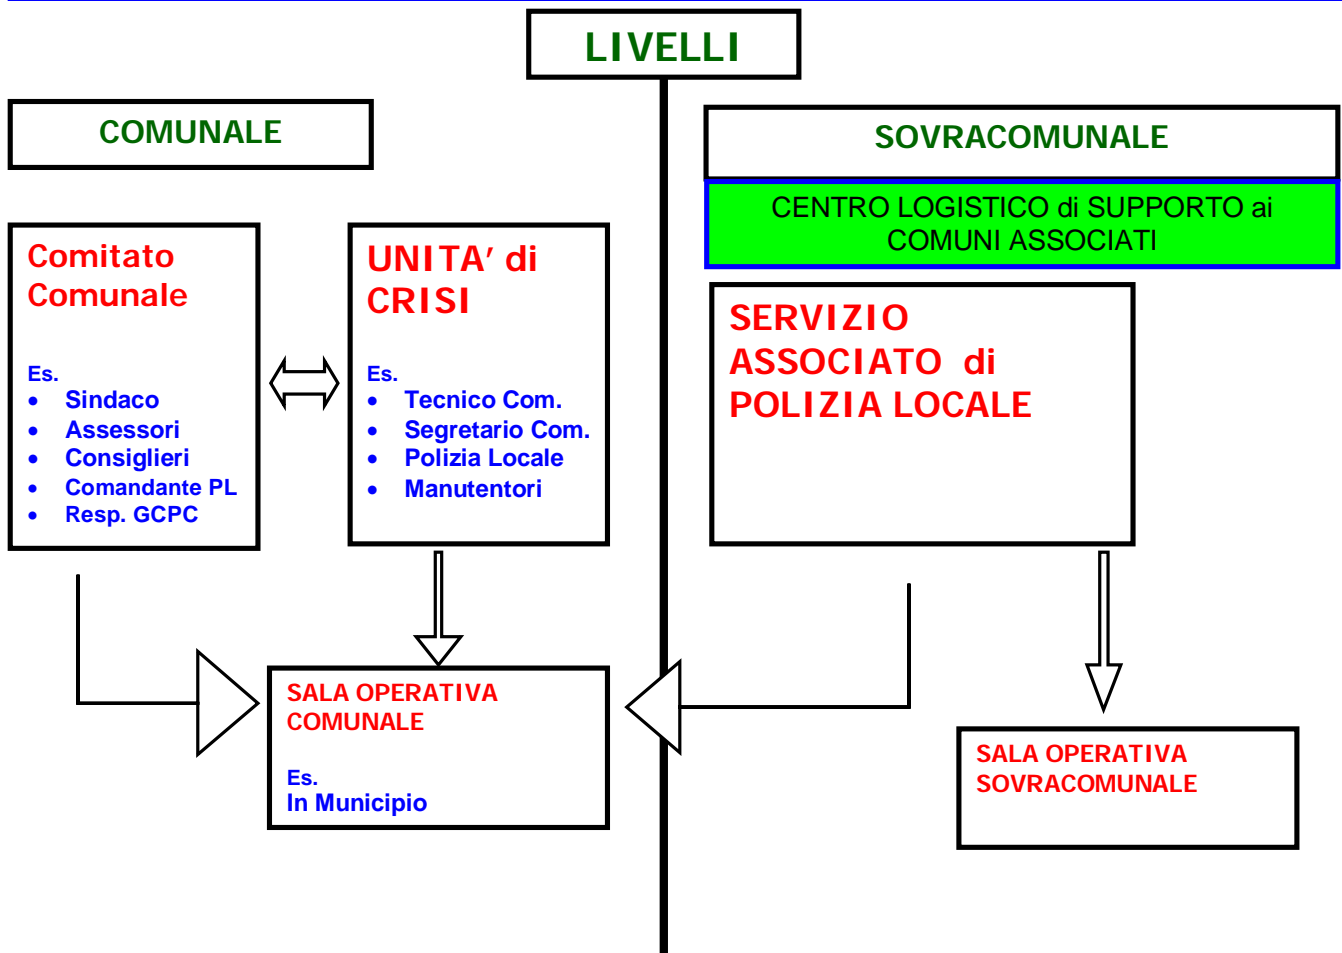 LIVELLI
COMUNALE
SOVRACOMUNALE
CENTRO LOGISTICO di SUPPORTO ai
COMUNI ASSOCIATI
Comitato
Comunale
Es.
• Sindaco
• Assessori
• Consiglieri
• Comandante PL
• Resp. GCPC
UNITA’ di
CRISI
Es.
• Tecnico Com.
• Segretario Com.
• Polizia Locale
• Manutentori
SERVIZIO
ASSOCIATO di
POLIZIA LOCALE
SALA OPERATIVA
COMUNALE
Es.
In Municipio
SALA OPERATIVA
SOVRACOMUNALE